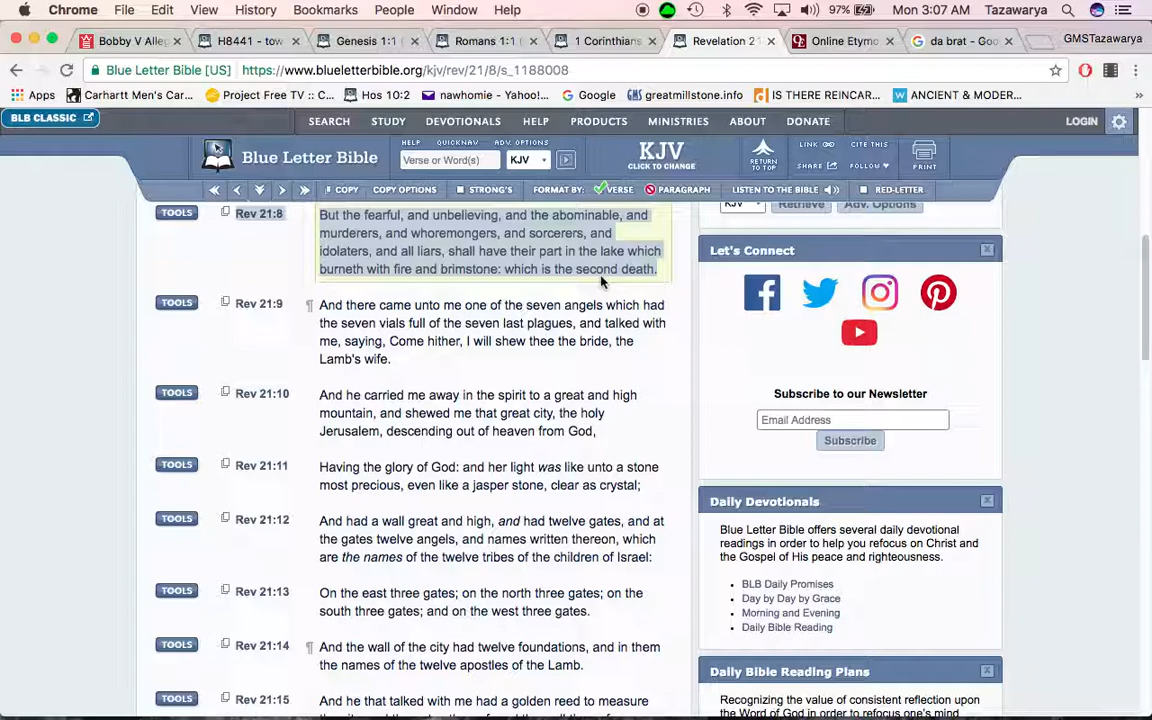 Chrome File Edit View History Bookmarks People Window Help 97% Mon 3:07 AM Tazawarya
Bobby V Alle H8441 - tow Genesis 1:1 ( Romans 1:1 ( 1 Corinthians Revelation 2 Online Etymo da brat - Goo GMSTazawarya
Blue Letter Bible [US] https://www.blueletterbible.org/kjv/rev/21/8/s_1188008
Apps Carhartt Men's Car... Project Free TV :: C... Hos 10:2 nawhomie - Yahoo!... Google GMS greatmillstone.info IS THERE REINCAR... W ANCIENT & MODER... »
BLB CLASSIC SEARCH STUDY DEVOTIONALS HELP PRODUCTS MINISTRIES ABOUT DONATE LOGIN
Blue Letter Bible
SEARCH QUICKNAV ADV. OPTIONS
Verse or Word(s) KJV
KJV
CLICK TO CHANGE
RETURN
TO TOP
LINK CITE THIS
SHARE FOLLOW
PRINT
COPY COPY OPTIONS STRONG'S FORMAT BY: VERSE PARAGRAPH LISTEN TO THE BIBLE RED-LETTER
TOOLS Rev 21:8 But the fearful, and unbelieving, and the abominable, and
murderers, and whoremongers, and sorcerers, and
idolaters, and all liars, shall have their part in the lake which
burneth with fire and brimstone: which is the second death.
TOOLS Rev 21:9 ¶ And there came unto me one of the seven angels which had
the seven vials full of the seven last plagues, and talked with
me, saying, Come hither, I will shew thee the bride, the
Lamb's wife.
TOOLS Rev 21:10 And he carried me away in the spirit to a great and high
mountain, and shewed me that great city, the holy
Jerusalem, descending out of heaven from God,
TOOLS Rev 21:11 Having the glory of God: and her light was like unto a stone
most precious, even like a jasper stone, clear as crystal;
TOOLS Rev 21:12 And had a wall great and high, and had twelve gates, and at
the gates twelve angels, and names written thereon, which
are the names of the twelve tribes of the children of Israel:
TOOLS Rev 21:13 On the east three gates; on the north three gates; on the
south three gates; and on the west three gates.
TOOLS Rev 21:14 ¶ And the wall of the city had twelve foundations, and in them
the names of the twelve apostles of the Lamb.
TOOLS Rev 21:15 And he that talked with me had a golden reed to measure
KJV Retrieve Adv. Options
Let's Connect
Subscribe to our Newsletter
Email Address
Subscribe
Daily Devotionals
Blue Letter Bible offers several daily devotional
readings in order to help you refocus on Christ and
the Gospel of His peace and righteousness.
• BLB Daily Promises
• Day by Day by Grace
• Morning and Evening
• Daily Bible Reading
Daily Bible Reading Plans
Recognizing the value of consistent reflection upon
the Word of God in order to refocus one's mind